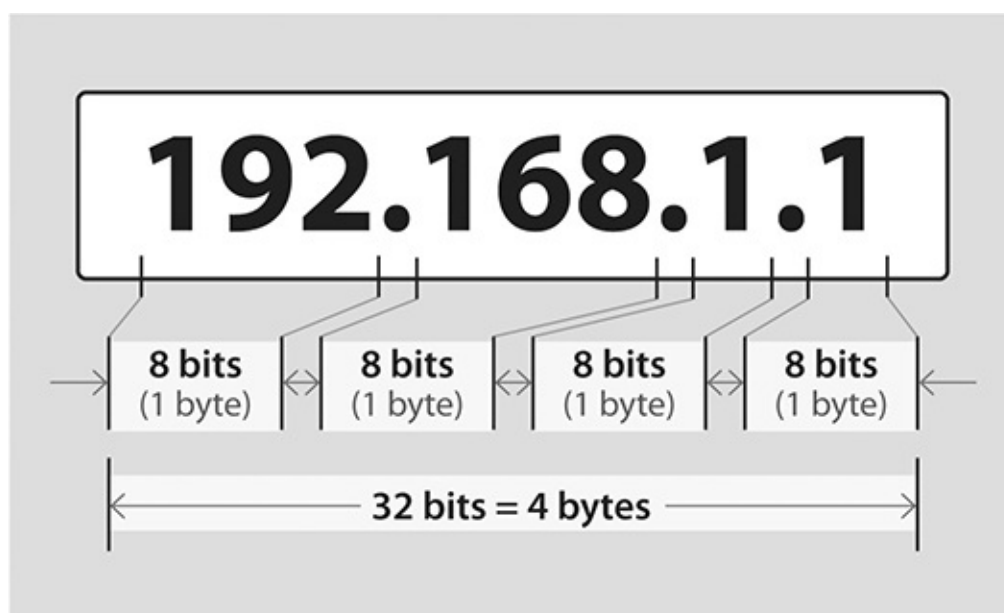 192.168.1.1
8 bits 8 bits 8 bits 8 bits
(1 byte) (1 byte) (1 byte) (1 byte)
32 bits = 4 bytes